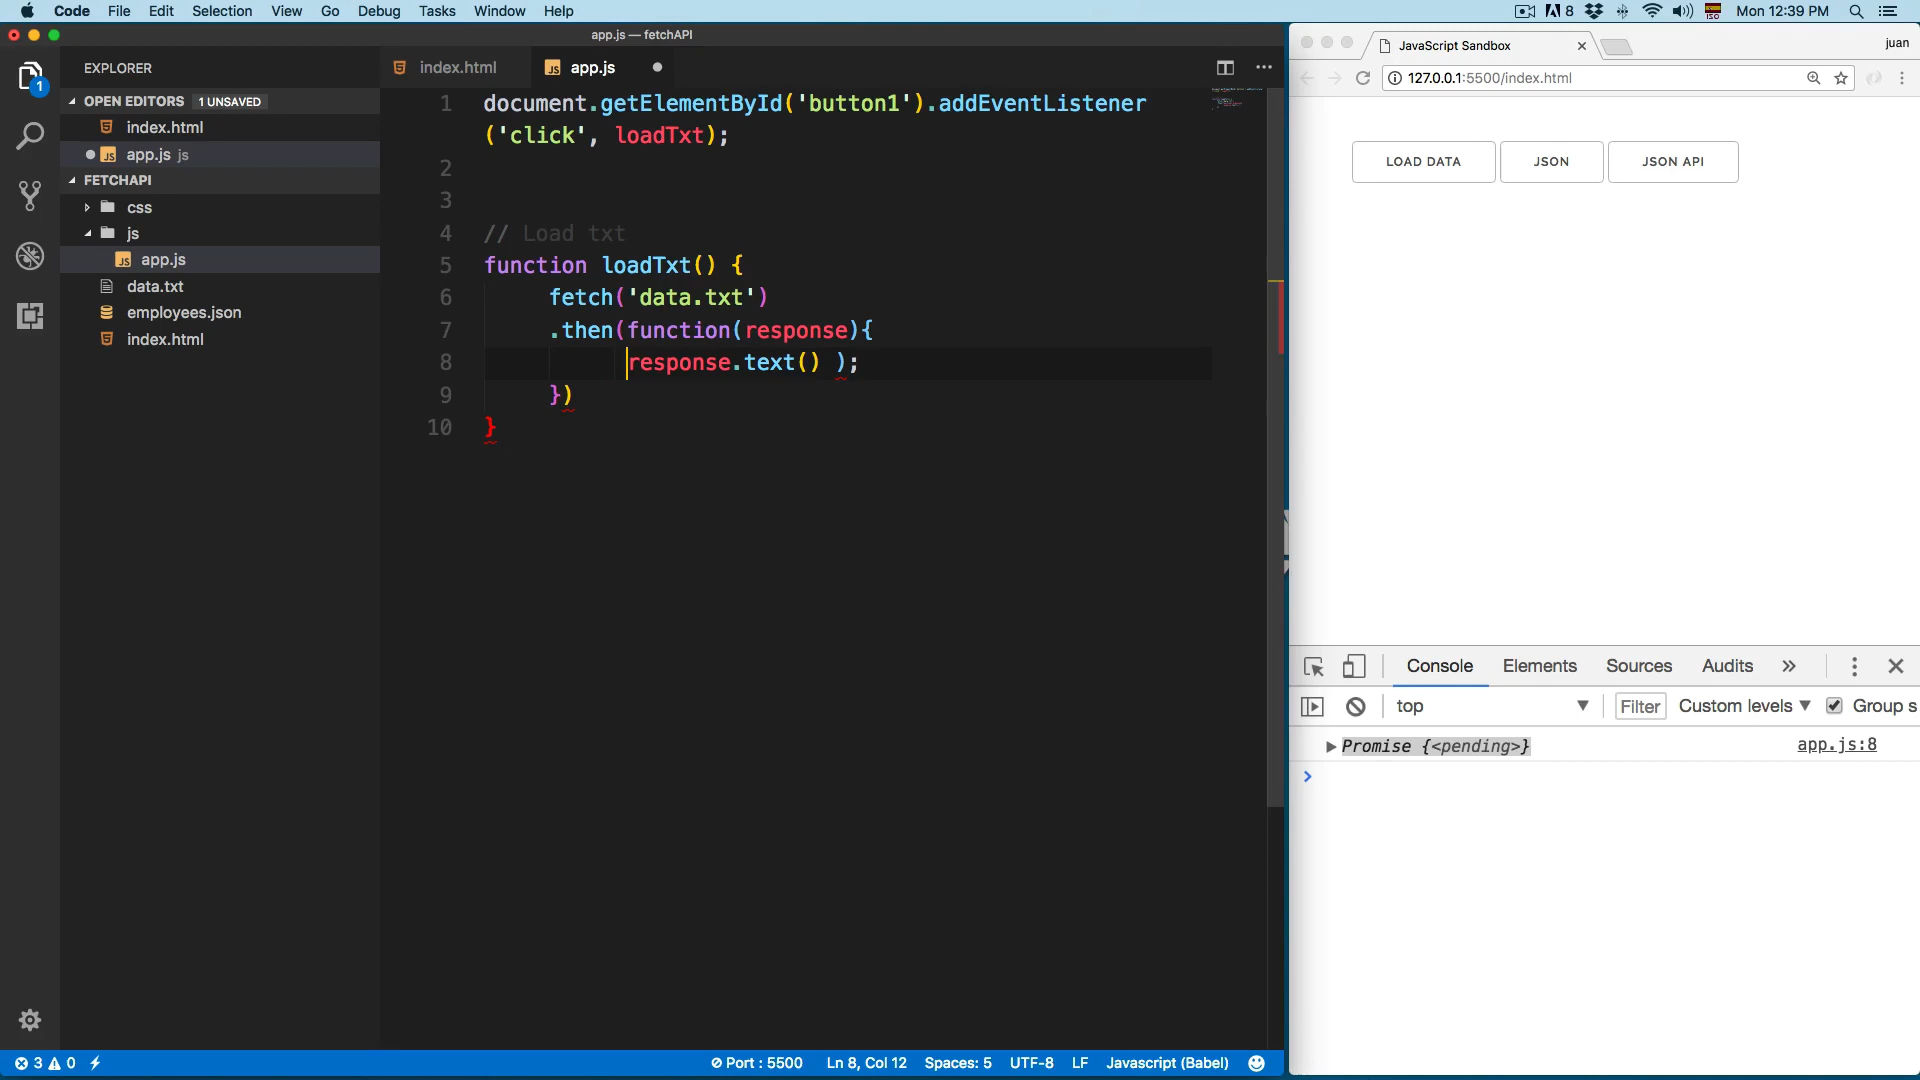 Code File Edit Selection View Go Debug Tasks Window Help
8 ISO Mon 12:39 PM
app.js — fetchAPI
EXPLORER
OPEN EDITORS 1 UNSAVED
index.html
app.js js
FETCHAPI
css
js
app.js
data.txt
employees.json
index.html
1
index.html app.js
1 document.getElementById('button1').addEventListener
('click', loadTxt);
2
3
4 // Load txt
5 function loadTxt() {
6 fetch('data.txt')
7 .then(function(response){
8 response.text() );
9 })
10 }
3 0
Port : 5500 Ln 8, Col 12 Spaces: 5 UTF-8 LF Javascript (Babel)
JavaScript Sandbox juan
127.0.0.1:5500/index.html
LOAD DATA JSON JSON API
Console Elements Sources Audits »
top Filter Custom levels Group s
Promise {<pending>} app.js:8